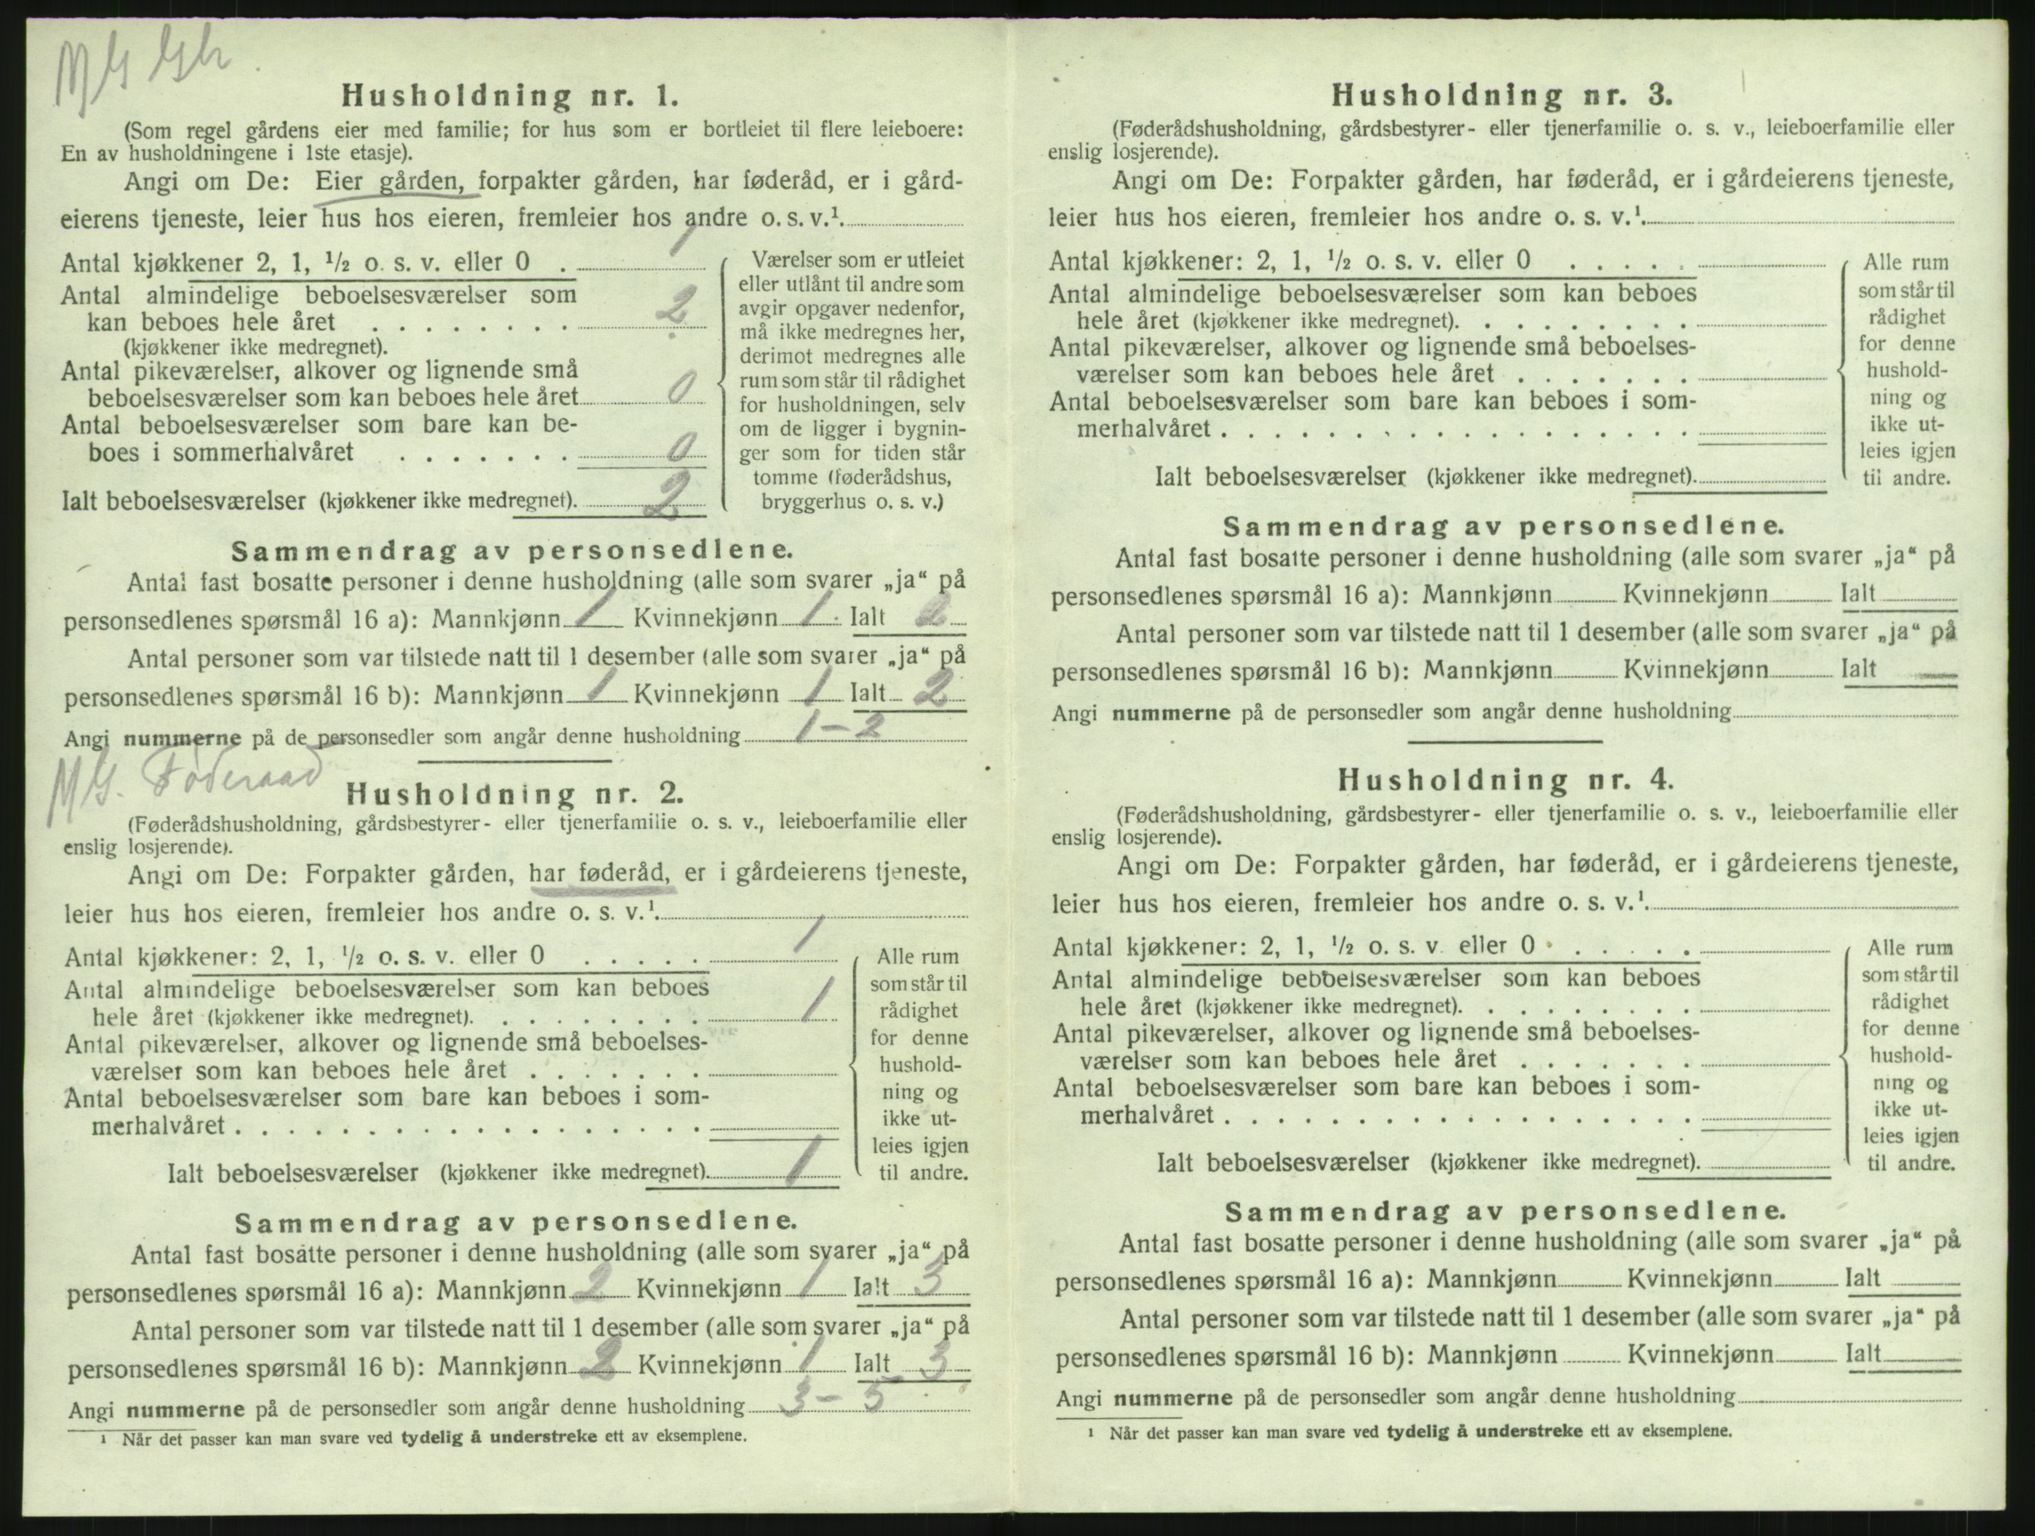 Husholdning nr. 1.
(Som regel gårdens eier med familie; for hus som er bortleiet til flere leieboere:
En av husholdningene i 1ste etasje).
Angi om De: Eier gården, forpakter gården, har føderåd, er i gård-
eierens tjeneste, leier hus hos eieren, fremleier hos andre o. s. v.¹.
Antal kjøkkener 2, 1, ½ o. s. v. eller 0 . 1
Antal almindelige beboelsesværelser som
kan beboes hele året . . . . . . . . 2
(kjøkkener ikke medregnet).
Antal pikeværelser, alkover og lignende små
beboelsesværelser som kan beboes hele året 0
Antal beboelsesværelser som bare kan be-
boes i sommerhalvåret . . . . . . . 0
Ialt beboelsesværelser (kjøkkener ikke medregnet). 2
Værelser som er utleiet
eller utlånt til andre som
avgir opgaver nedenfor,
må ikke medregnes her,
derimot medregnes alle
rum som står til rådighet
for husholdningen, selv
om de ligger i bygnin-
ger som for tiden står
tomme (føderådshus,
bryggerhus o. s. v.)
Sammendrag av personsedlene.
Antal fast bosatte personer i denne husholdning (alle som svarer „ja“ på
personsedlenes spørsmål 16 a): Mannkjønn 1 Kvinnekjønn 1. Ialt 2
Antal personer som var tilstede natt til 1 desember (alle som svarer „ja“ på
personsedlenes spørsmål 16 b): Mannkjønn 1 Kvinnekjønn 1 Ialt 2
Angi nummerne på de personsedler som angår denne husholdning 1-2
MG. Føderaad
Husholdning nr. 2.
(Føderådshusholdning, gårdsbestyrer- eller tjenerfamilie o. s. v., leieboerfamilie eller
enslig losjerende).
Angi om De: Forpakter gården, har føderåd, er i gårdeierens tjeneste,
leier hus hos eieren, fremleier hos andre o. s. v.¹.
Antal kjøkkener: 2, 1, ½ o. s. v. eller 0 . . . . . 1
Antal almindelige beboelsesværelser som kan beboes
hele året (kjøkkener ikke medregnet). . . . . . . . . 1
Antal pikeværelser, alkover og lignende små beboelses-
værelser som kan beboes hele året . . . . . . .
Antal beboelsesværelser som bare kan beboes i som-
merhalvåret . . . . . . . . . . . . . . . . . .
Ialt beboelsesværelser (kjøkkener ikke medregnet). 1
Alle rum
som står til
rådighet
for denne
hushold-
ning og
ikke ut-
leies igjen
til andre.
Sammendrag av personsedlene.
Antal fast bosatte personer i denne husholdning (alle som svarer „ja“ på
personsedlenes spørsmål 16 a): Mannkjønn 2 Kvinnekjønn 1 Ialt 3
Antal personer som var tilstede natt til 1 desember (alle som svarer „ja“ på
personsedlenes spørsmål 16 b): Mannkjønn 2 Kvinnekjønn 1 Ialt 3
Angi nummerne på de personsedler som angår denne husholdning 3-5
¹ Når det passer kan man svare ved tydelig å understreke ett av eksemplene.
Husholdning nr. 3.
(Føderådshusholdning, gårdsbestyrer- eller tjenerfamilie o. s. v., leieboerfamilie eller
enslig losjerende).
Angi om De: Forpakter gården, har føderåd, er i gårdeierens tjeneste,
leier hus hos eieren, fremleier hos andre o. s. v.¹.
Antal kjøkkener: 2, 1, ½ o. s. v. eller 0 . . . . .
Antal almindelige beboelsesværelser som kan beboes
hele året (kjøkkener ikke medregnet). . . . . . . . .
Antal pikeværelser, alkover og lignende små beboelses-
værelser som kan beboes hele året . . . . . . .
Antal beboelsesværelser som bare kan beboes i som-
merhalvåret . . . . . . . . . . . . . . . . . .
Ialt beboelsesværelser (kjøkkener ikke medregnet).
Alle rum
som står til
rådighet
for denne
hushold-
ning og
ikke ut-
leies igjen
til andre.
Sammendrag av personsedlene.
Antal fast bosatte personer i denne husholdning (alle som svarer „ja“ på
personsedlenes spørsmål 16 a): Mannkjønn Kvinnekjønn Ialt
Antal personer som var tilstede natt til 1 desember (alle som svarer „ja“ på
personsedlenes spørsmål 16 b): Mannkjønn Kvinnekjønn Ialt
Angi nummerne på de personsedler som angår denne husholdning
Husholdning nr. 4.
(Føderådshusholdning, gårdsbestyrer- eller tjenerfamilie o. s. v., leieboerfamilie eller
enslig losjerende).
Angi om De: Forpakter gården, har føderåd, er i gårdeierens tjeneste,
leier hus hos eieren, fremleier hos andre o. s. v.¹.
Antal kjøkkener: 2, 1, ½ o. s. v. eller 0 . . . . .
Antal almindelige beboelsesværelser som kan beboes
hele året (kjøkkener ikke medregnet). . . . . . . . .
Antal pikeværelser, alkover og lignende små beboelses-
værelser som kan beboes hele året . . . . . . .
Antal beboelsesværelser som bare kan beboes i som-
merhalvåret . . . . . . . . . . . . . . . . . .
Ialt beboelsesværelser (kjøkkener ikke medregnet).
Alle rum
som står til
rådighet
for denne
hushold-
ning og
ikke ut-
leies igjen
til andre.
Sammendrag av personsedlene.
Antal fast bosatte personer i denne husholdning (alle som svarer „ja“ på
personsedlenes spørsmål 16 a): Mannkjønn Kvinnekjønn Ialt
Antal personer som var tilstede natt til 1 desember (alle som svarer „ja“ på
personsedlenes spørsmål 16 b): Mannkjønn Kvinnekjønn Ialt
Angi nummerne på de personsedler som angår denne husholdning
¹ Når det passer kan man svare ved tydelig å understreke ett av eksemplene.